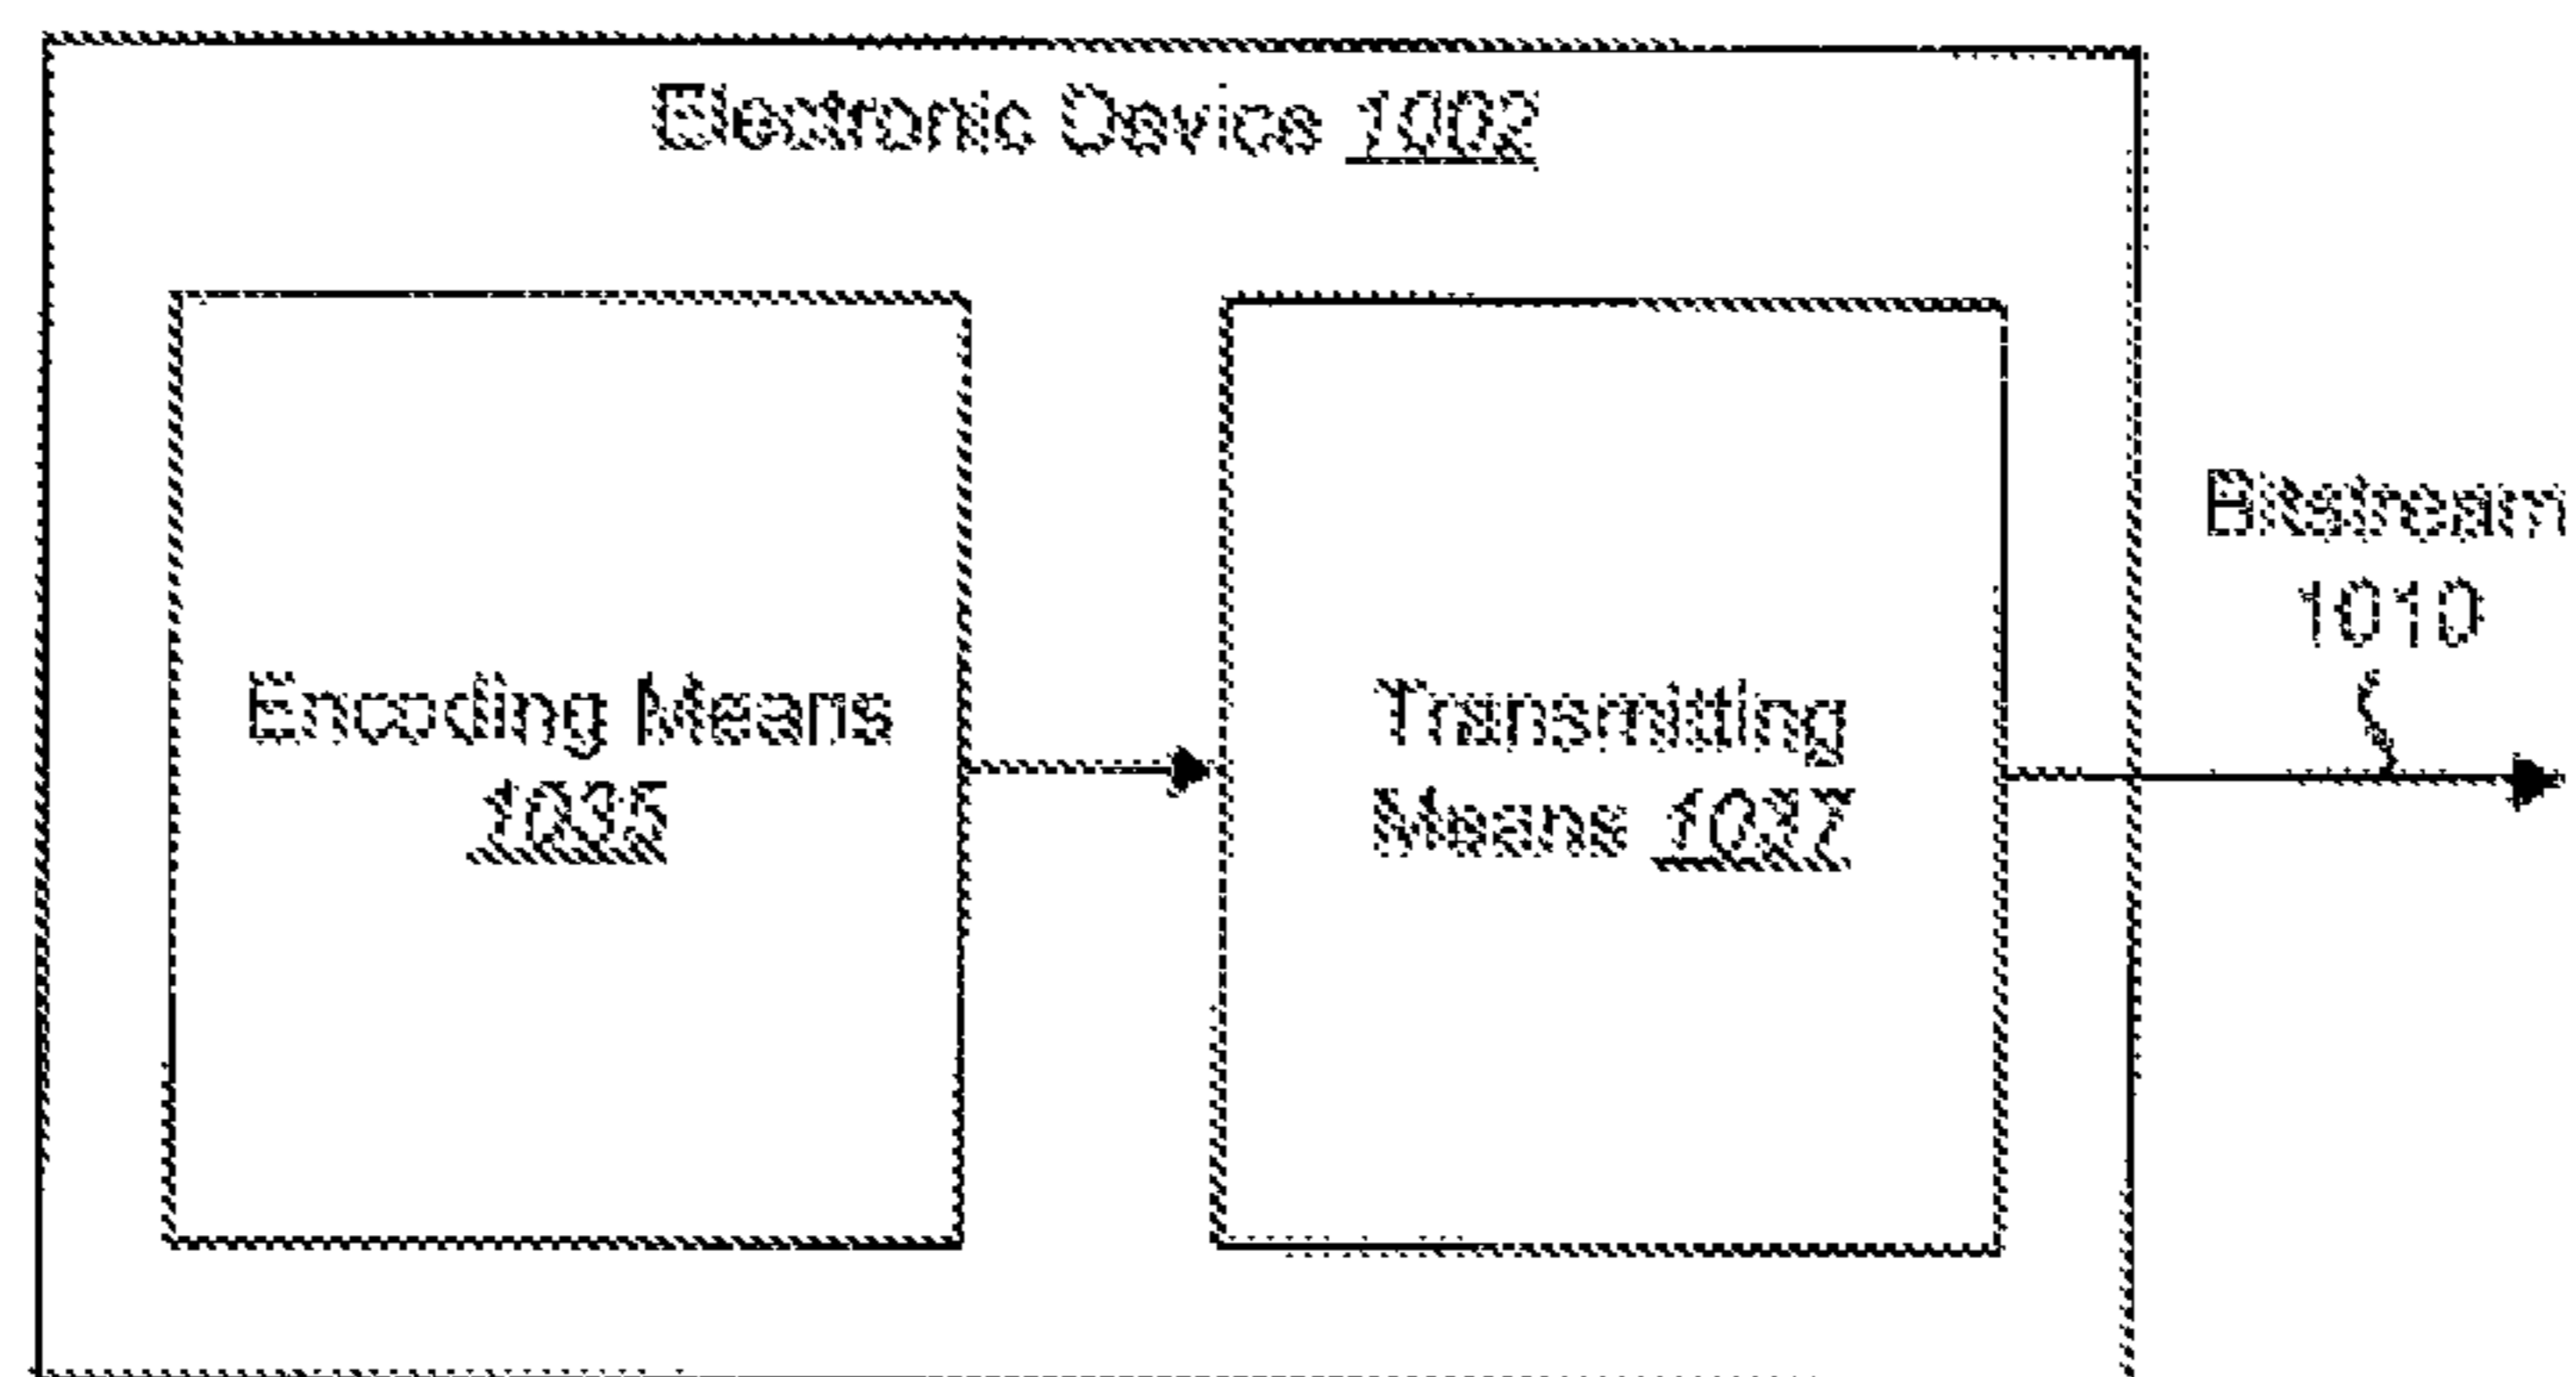 Electronic Device 1002
Encoding Means
1035
Transmitting
Means 1037
Bitstream
1010